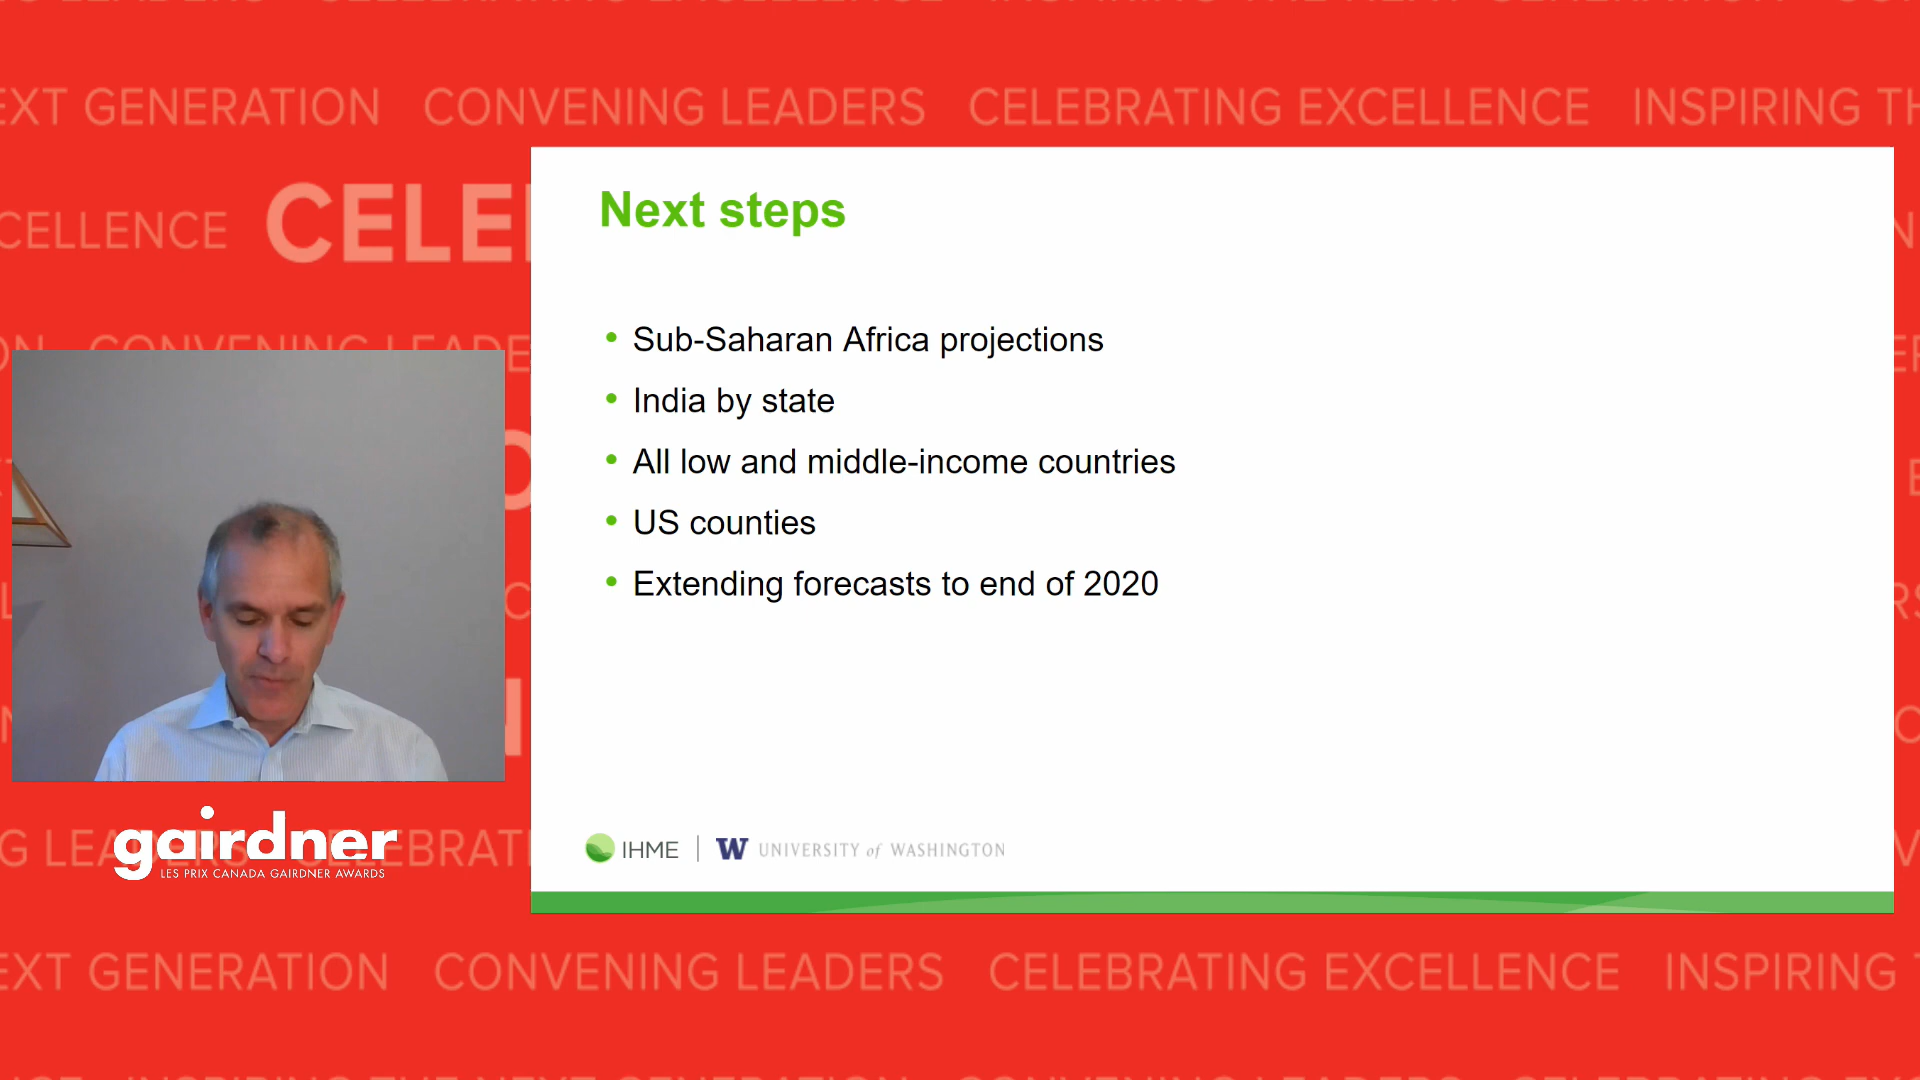 EXT GENERATION CONVENING LEADERS CELEBRATING EXCELLENCE INSPIRING TH
Next steps
CELLENCE CELE
• Sub-Saharan Africa projections
• India by state
• All low and middle-income countries
• US counties
• Extending forecasts to end of 2020
gairdner
LES PRIX CANADA GAIRDNER AWARDS
IHME | W UNIVERSITY of WASHINGTON
EXT GENERATION CONVENING LEADERS CELEBRATING EXCELLENCE INSPIRING